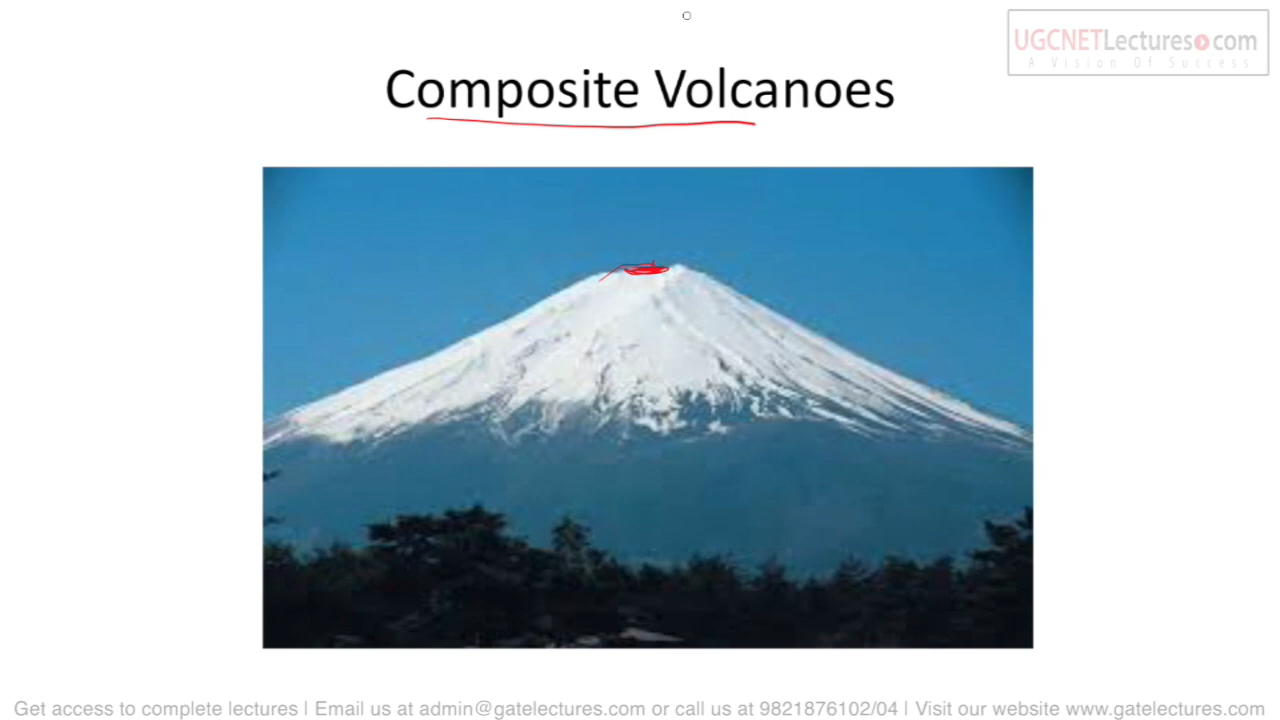 UGCNETLectures.com
A Vision Of Success
Composite Volcanoes
Get access to complete lectures | Email us at admin@gatelectures.com or call us at 9821876102/04 | Visit our website www.gatelectures.com